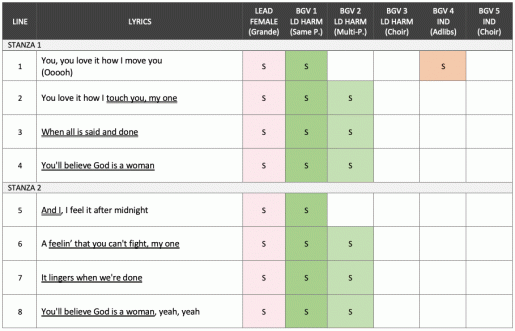 LINE LYRICS LEAD FEMALE (Grande) BGV 1 LD HARM (Same P.) BGV 2 LD HARM (Multi-P.) BGV 3 LD HARM (Choir) BGV 4 IND (Adlibs) BGV 5 IND (Choir)
STANZA 1
1 You, you love it how I move you S S S
(Ooooh)
2 You love it how I touch you, my one S S S
3 When all is said and done S S S
4 You'll believe God is a woman S S S
STANZA 2
5 And I, I feel it after midnight S S
6 A feelin' that you can't fight, my one S S S
7 It lingers when we're done S S S
8 You'll believe God is a woman, yeah, yeah S S S